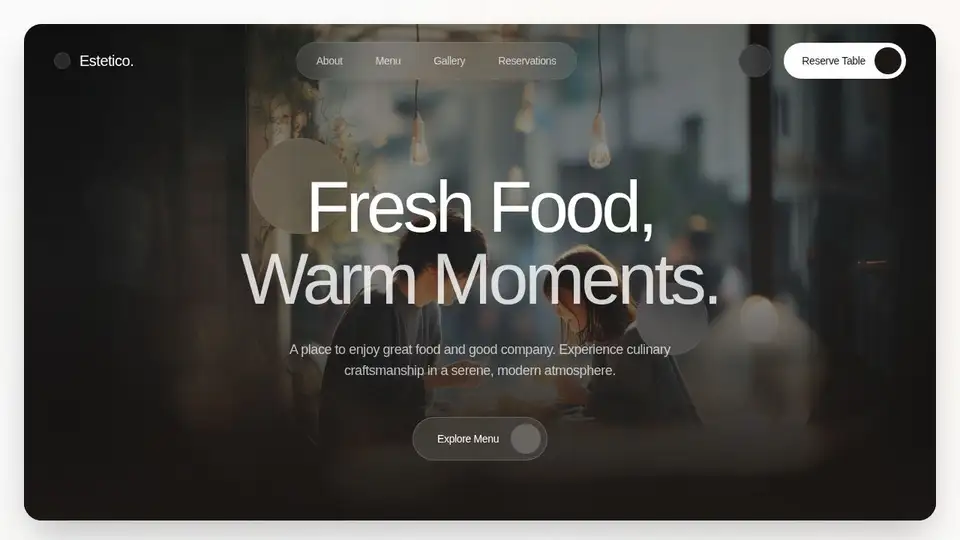 Estetico.
About
Menu
Gallery
Reservations
Reserve Table
Fresh Food,
Warm Moments.
A place to enjoy great food and good company. Experience culinary
craftsmanship in a serene, modern atmosphere.
Explore Menu